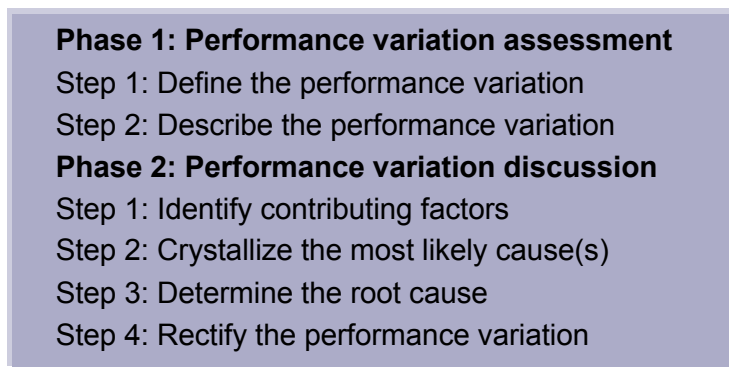 Phase 1: Performance variation assessment
Step 1: Define the performance variation
Step 2: Describe the performance variation
Phase 2: Performance variation discussion
Step 1: Identify contributing factors
Step 2: Crystallize the most likely cause(s)
Step 3: Determine the root cause
Step 4: Rectify the performance variation